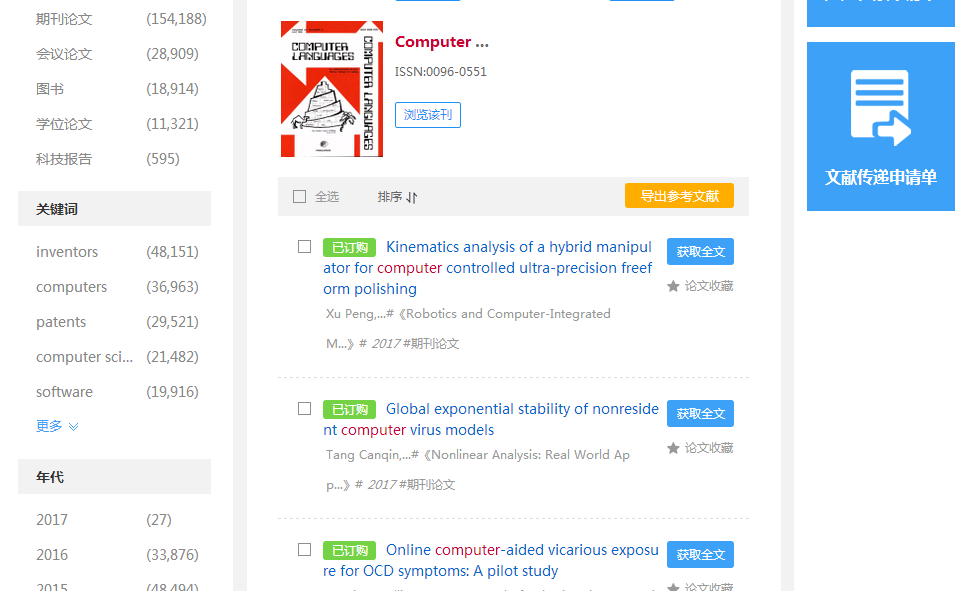 期刊论文 (154,188)
会议论文 (28,909)
图书 (18,914)
学位论文 (11,321)
科技报告 (595)
关键词
inventors (48,151)
computers (36,963)
patents (29,521)
computer sci... (21,482)
software (19,916)
更多
年代
2017 (27)
2016 (33,876)
2015 (48,494)
COMPUTER
LANGUAGES
COMPUTER LANGUAGES
Computer ...
ISSN:0096-0551
浏览该刊
全选 排序 导出参考文献
已订购 Kinematics analysis of a hybrid manipul
ator for computer controlled ultra-precision freef
orm polishing
获取全文
论文收藏
Xu Peng,...#《Robotics and Computer-Integrated
M...》# 2017 #期刊论文
已订购 Global exponential stability of nonreside
nt computer virus models
获取全文
论文收藏
Tang Canqin,...#《Nonlinear Analysis: Real World Ap
p...》# 2017 #期刊论文
已订购 Online computer-aided vicarious exposu
re for OCD symptoms: A pilot study
获取全文
论文收藏
文献传递申请单